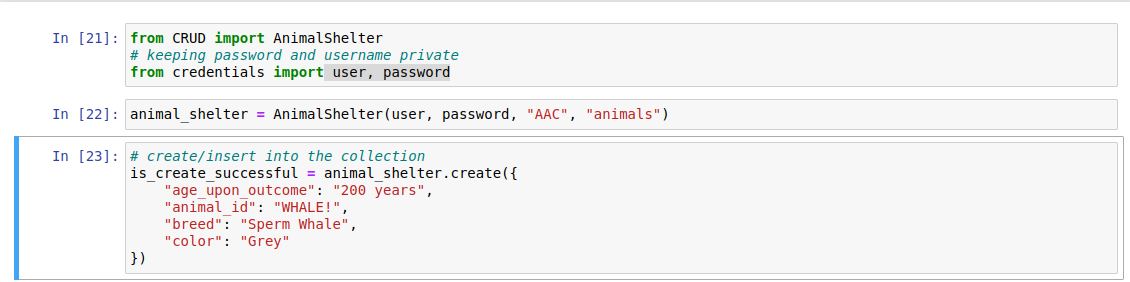 In [21]: from CRUD import AnimalShelter
# keeping password and username private
from credentials import user, password
In [22]: animal_shelter = AnimalShelter(user, password, "AAC", "animals")
In [23]: # create/insert into the collection
is_create_successful = animal_shelter.create({
    "age_upon_outcome": "200 years",
    "animal_id": "WHALE!",
    "breed": "Sperm Whale",
    "color": "Grey"
})